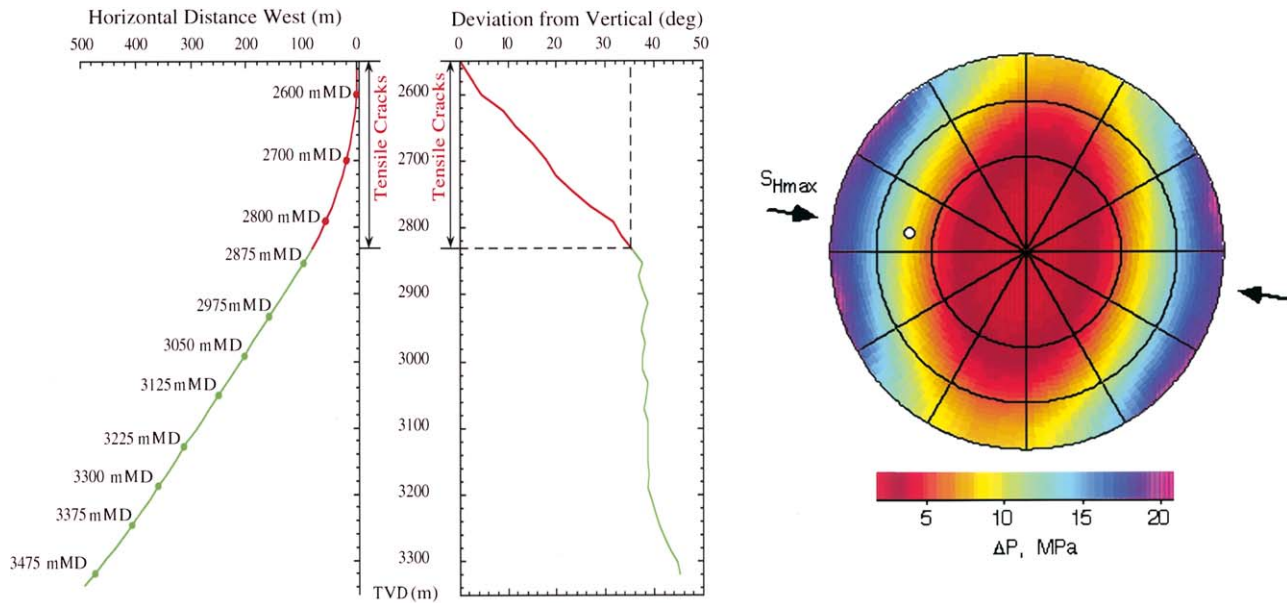 Horizontal Distance West (m)
500 400 300 200 100 0
2600 mMD
2700 mMD
2800 mMD
2875mMD
2975mMD
3050 mMD
3125mMD
3225 mMD
3300 mMD
3375mMD
3475 mMD
Tensile Cracks
Deviation from Vertical (deg)
0 10 20 30 40 50
Tensile Cracks
2600
2700
2800
2900
3000
3100
3200
3300
TVD (m)
SHmax
5 10 15 20
ΔP, MPa